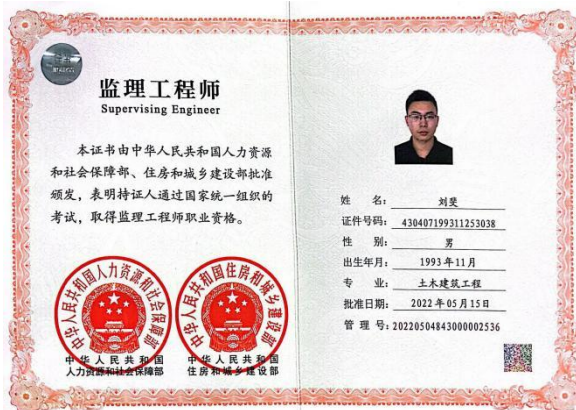 监理工程师
Supervising Engineer
本证书由中华人民共和国人力资源
和社会保障部、住房和城乡建设部批准
颁发，表明持证人通过国家统一组织的
考试，取得监理工程师职业资格。
中华人民共和国人力资源和社会保障部
中华人民共和国住房和城乡建设部
中华人民共和国
人力资源和社会保障部
中华人民共和国
住房和城乡建设部
姓 名： 刘斐
证件号码： 430407199311253038
性 别： 男
出生年月： 1993年11月
专 业： 土木建筑工程
批准日期： 2022年05月15日
管 理 号： 20220504843000002536